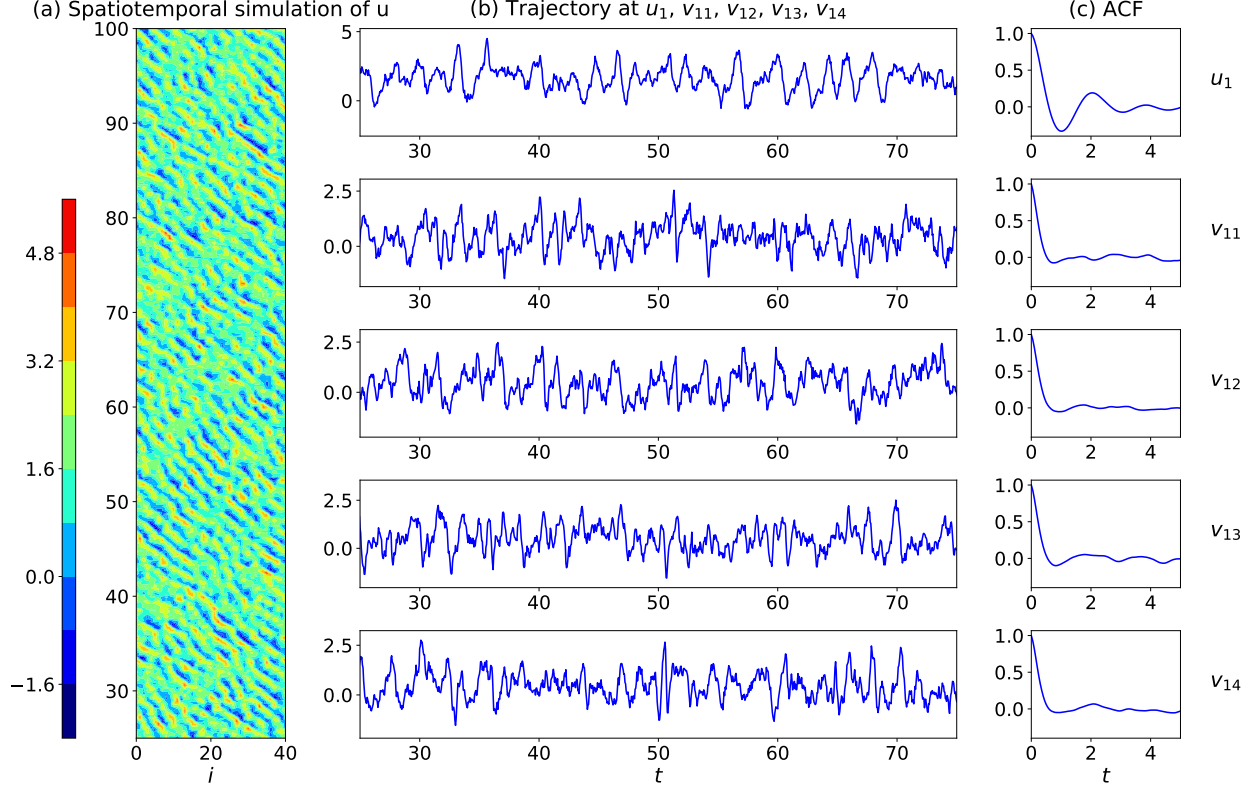 (a) Spatiotemporal simulation of u
(b) Trajectory at u₁, v₁₁, v₁₂, v₁₃, v₁₄
(c) ACF
4.8
3.2
1.6
0.0
−1.6
100
90
80
70
60
50
40
30
0 20 40
i
5
0
30 40 50 60 70
1.0
0.5
0.0
0 2 4
u₁
2.5
0.0
30 40 50 60 70
1.0
0.5
0.0
0 2 4
v₁₁
2.5
0.0
30 40 50 60 70
1.0
0.5
0.0
0 2 4
v₁₂
2.5
0.0
30 40 50 60 70
1.0
0.5
0.0
0 2 4
v₁₃
2.5
0.0
30 40 50 60 70
t
1.0
0.5
0.0
0 2 4
t
v₁₄